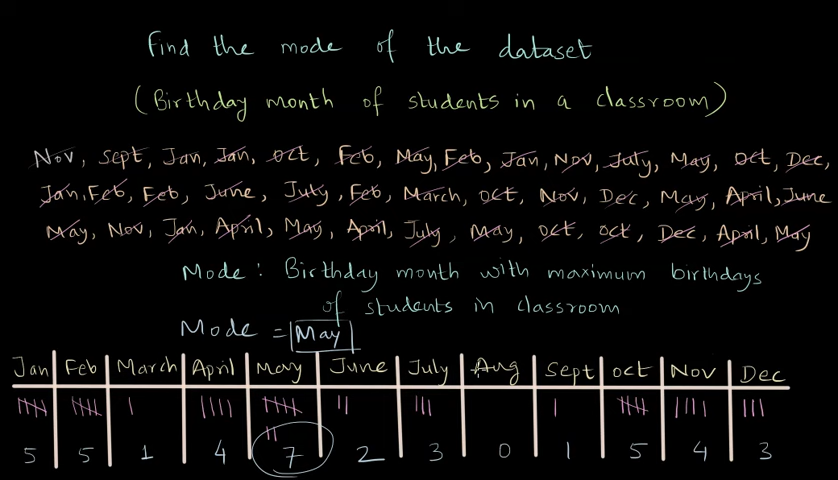 Find the mode of the dataset
(Birthday month of students in a classroom)
Nov, Sept, Jan, Jan, oct, Feb, May, Feb, Jan, Nov, July, May, Oct, Dec,
Jan, Feb, Feb, June, July, Feb, March, oct, Nov, Dec, May, April, June
May, Nov, Jan, April, May, April, July, May, oct, oct, Dec, April, May
Mode: Birthday month with maximum birthdays
of students in classroom
Mode = May
Jan Feb March April May June July Aug Sept oct Nov Dec
5 5 1 4 7 2 3 0 1 5 4 3